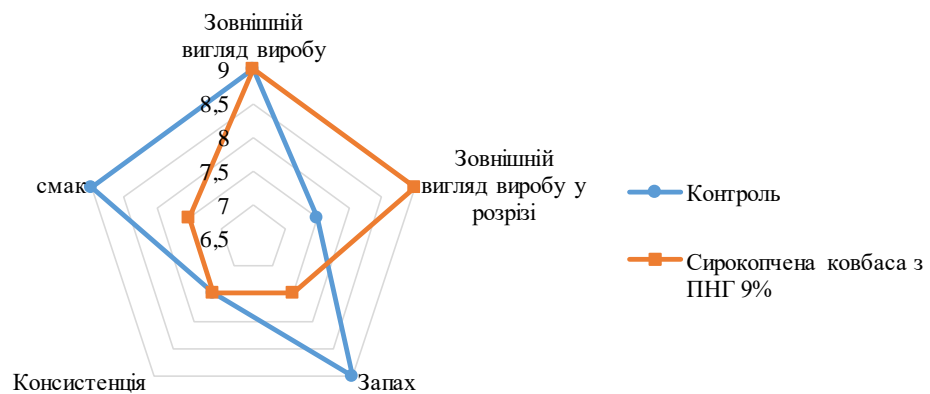 Зовнішній
вигляд виробу
9
8,5
8
7,5
7
6,5
Зовнішній
вигляд виробу у
розрізі
Запах
Консистенція
смак
Контроль
Сирокопчена ковбаса з
ПНГ 9%